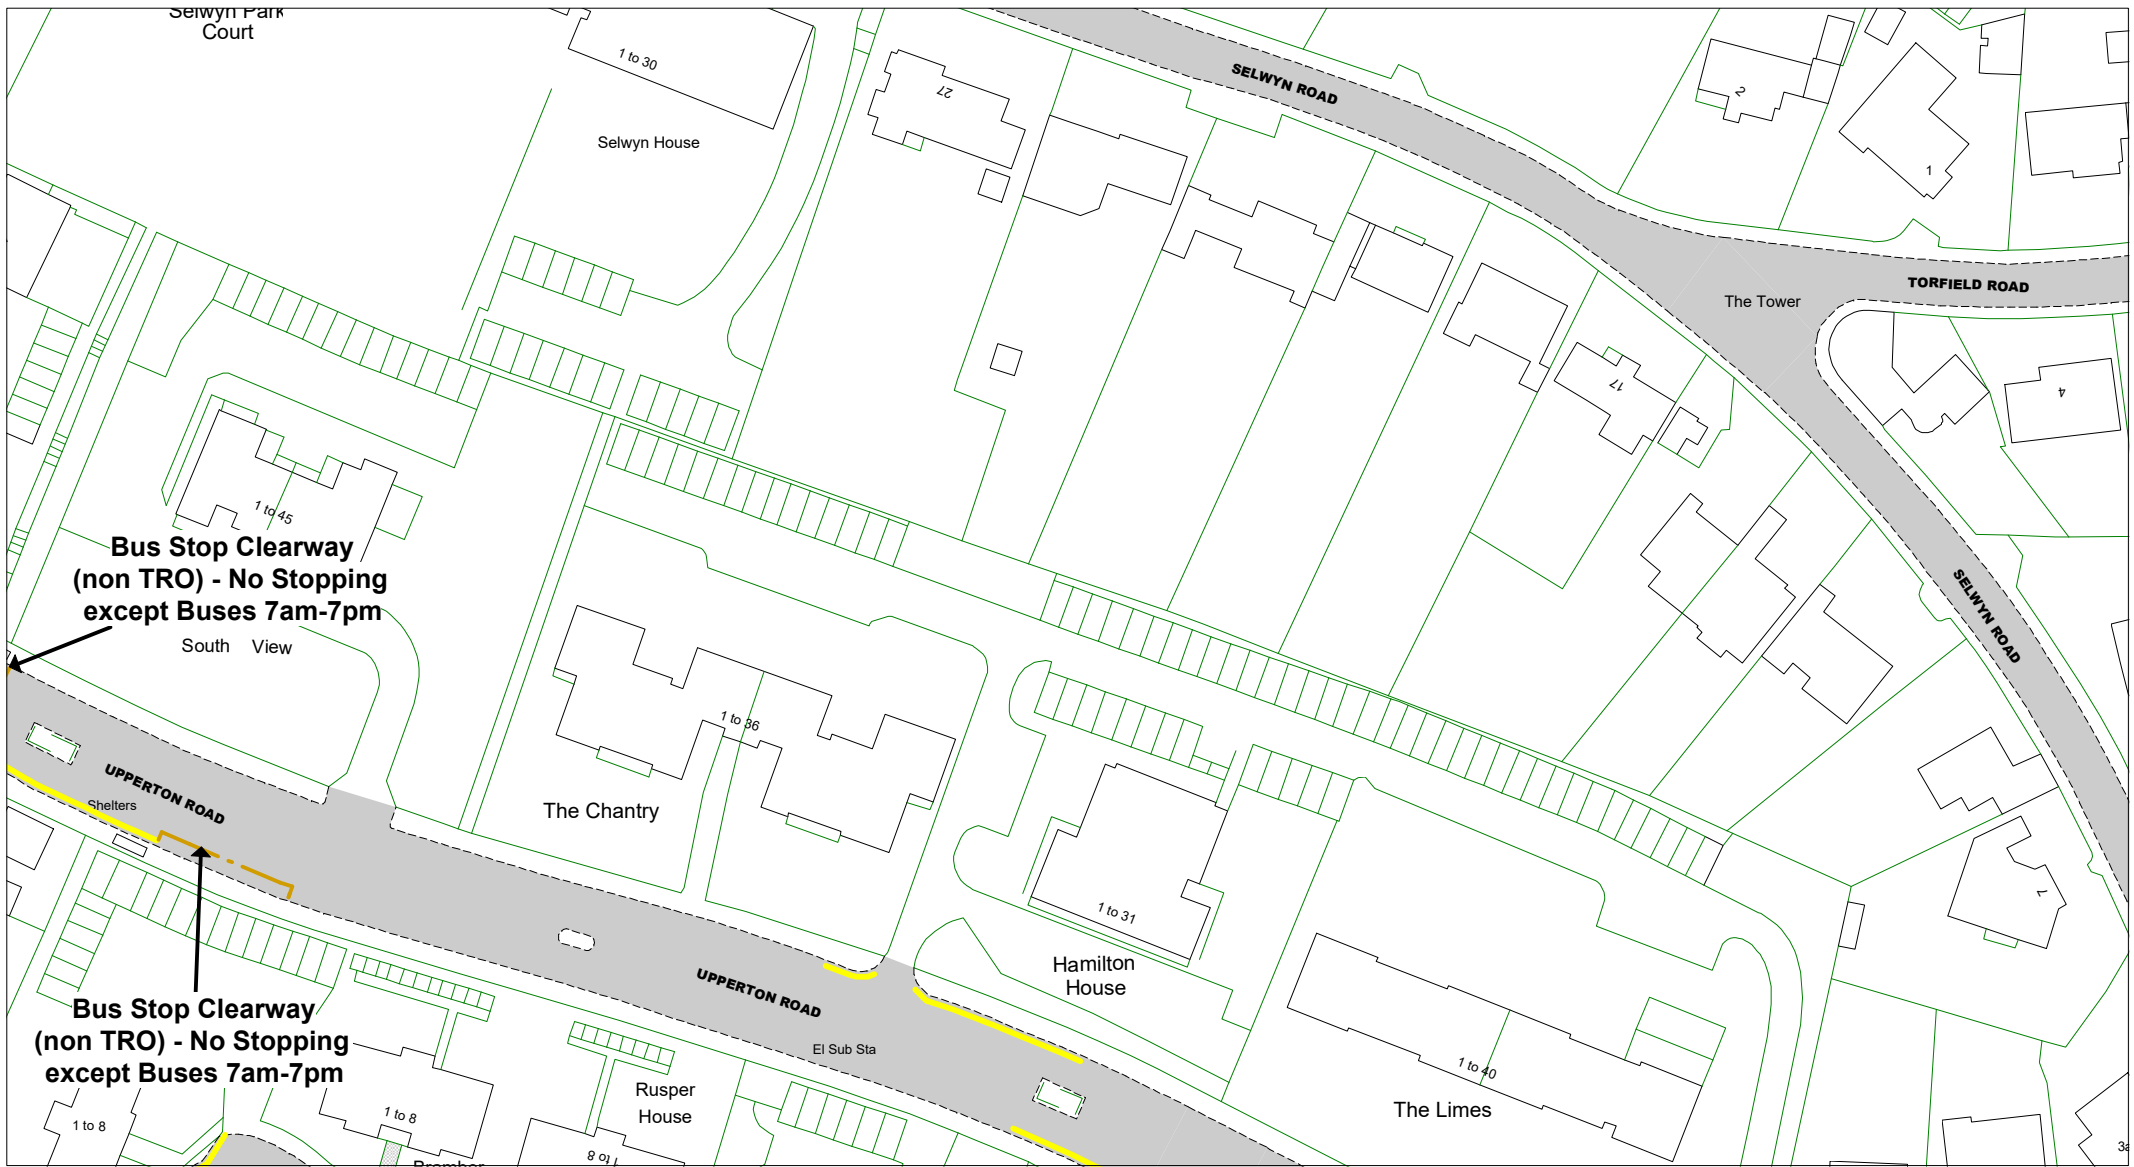 Selwyn Park
Court
1 to 30
Selwyn House
27
SELWYN ROAD
2
1
TORFIELD ROAD
The Tower
4
17
1 to 45
Bus Stop Clearway
(non TRO) - No Stopping
except Buses 7am-7pm
South View
SELWYN ROAD
1 to 36
The Chantry
UPPERTON ROAD
Shelters
7
1 to 31
Hamilton
House
UPPERTON ROAD
El Sub Sta
Bus Stop Clearway
(non TRO) - No Stopping
except Buses 7am-7pm
1 to 40
The Limes
Rusper
House
1 to 8
1 to 8
1 to 8